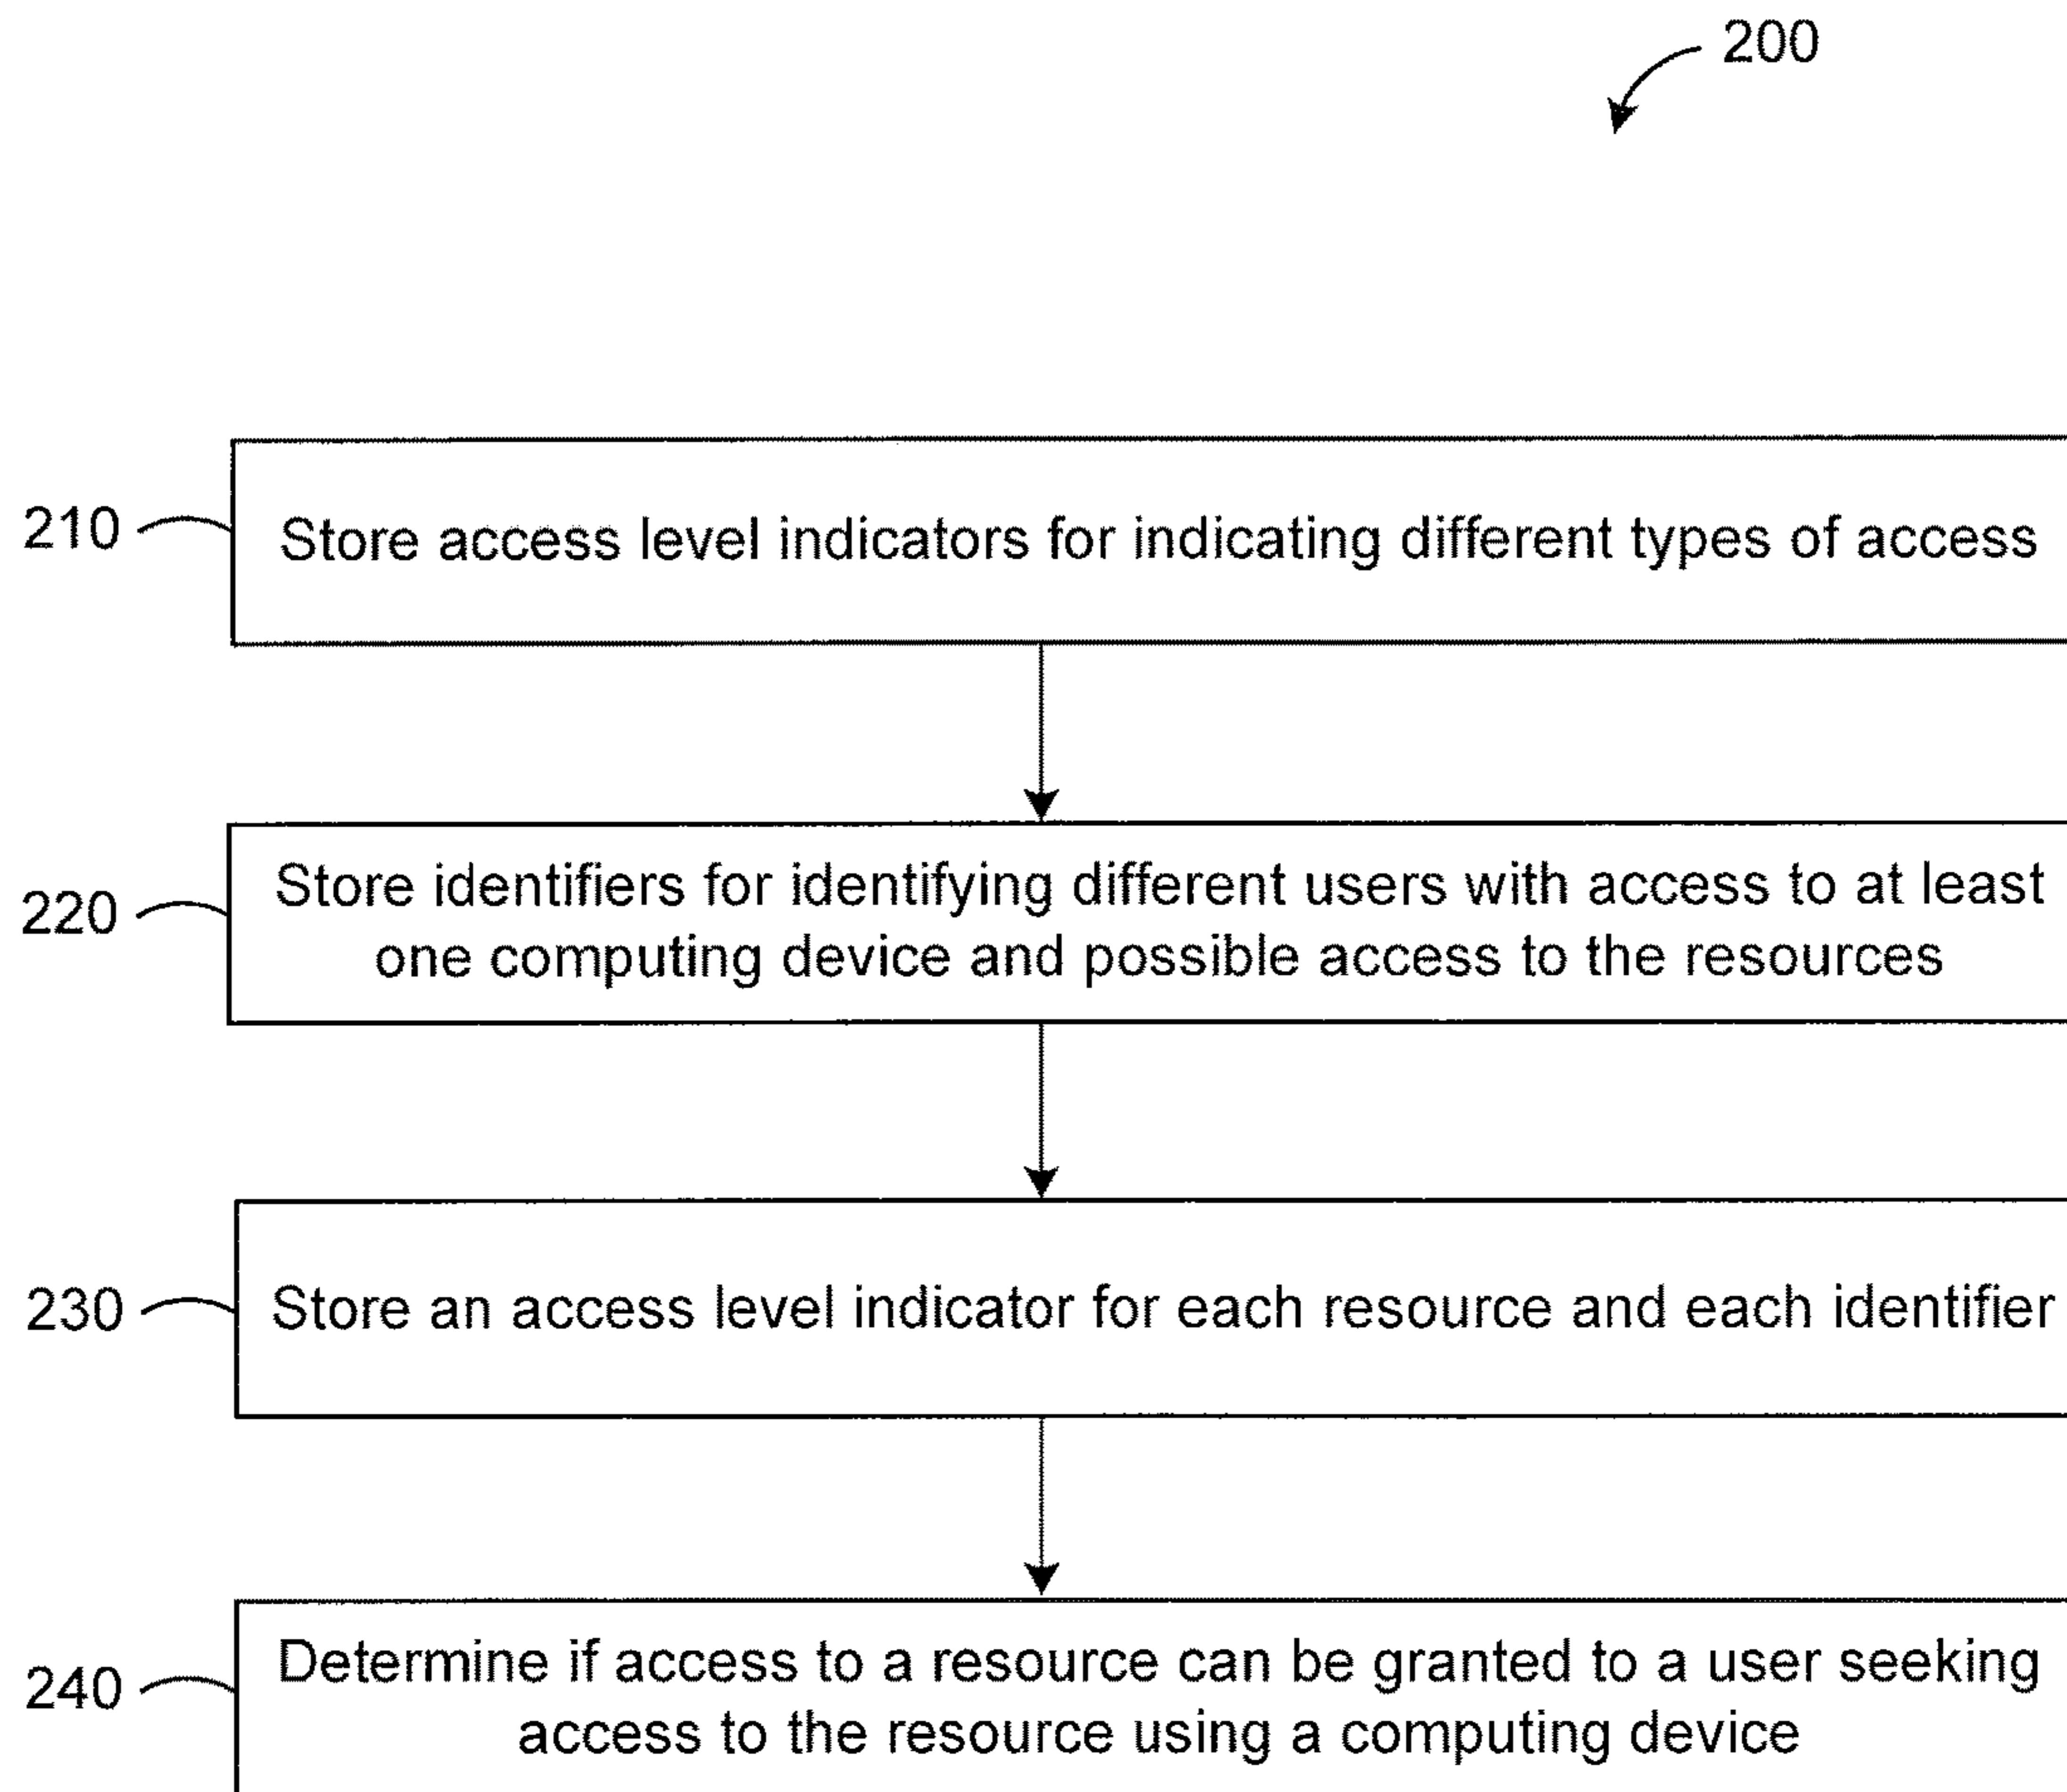 200
210
Store access level indicators for indicating different types of access
220
Store identifiers for identifying different users with access to at least
one computing device and possible access to the resources
230
Store an access level indicator for each resource and each identifier
240
Determine if access to a resource can be granted to a user seeking
access to the resource using a computing device